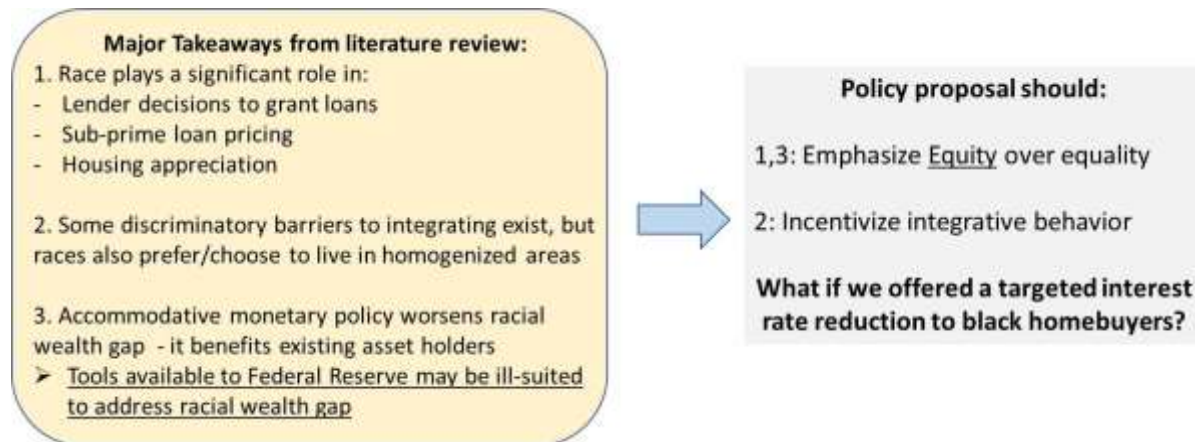 Major Takeaways from literature review:
1. Race plays a significant role in:
- Lender decisions to grant loans
- Sub-prime loan pricing
- Housing appreciation
2. Some discriminatory barriers to integrating exist, but
races also prefer/choose to live in homogenized areas
3. Accommodative monetary policy worsens racial
wealth gap - it benefits existing asset holders
➤ Tools available to Federal Reserve may be ill-suited
to address racial wealth gap
Policy proposal should:
1,3: Emphasize Equity over equality
2: Incentivize integrative behavior
What if we offered a targeted interest
rate reduction to black homebuyers?